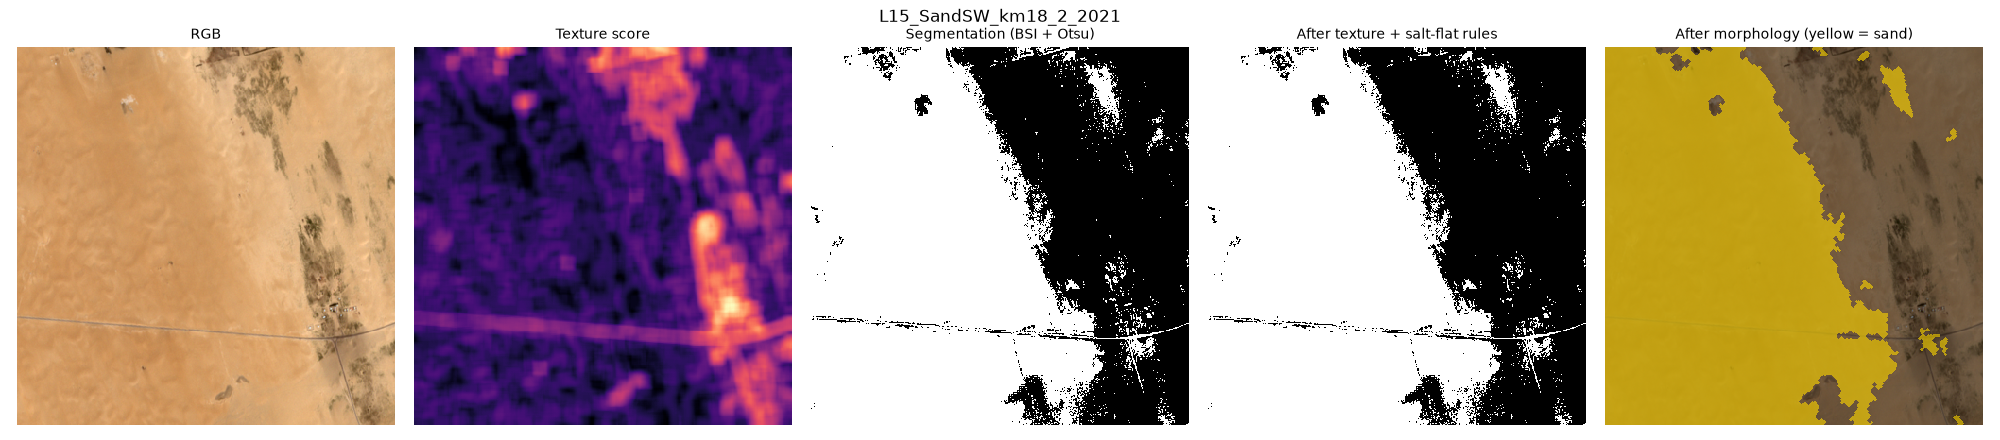 L15_SandSW_km18_2_2021
RGB
Texture score
Segmentation (BSI + Otsu)
After texture + salt-flat rules
After morphology (yellow = sand)